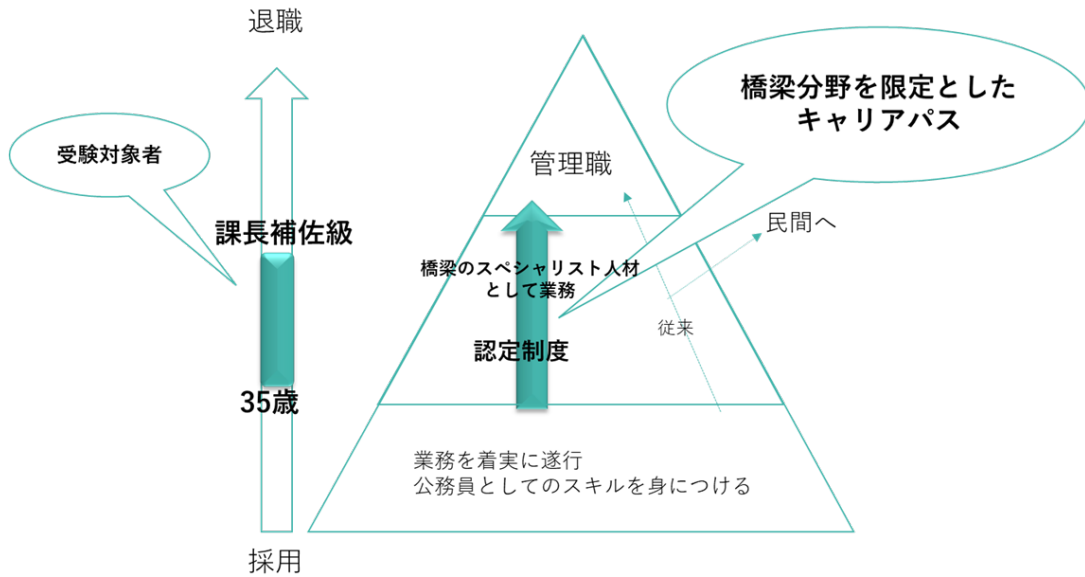 退職
橋梁分野を限定とした
キャリアパス
受験対象者
管理職
民間へ
課長補佐級
橋梁のスペシャリスト人材
として業務
従来
認定制度
35歳
業務を着実に遂行
公務員としてのスキルを身につける
採用